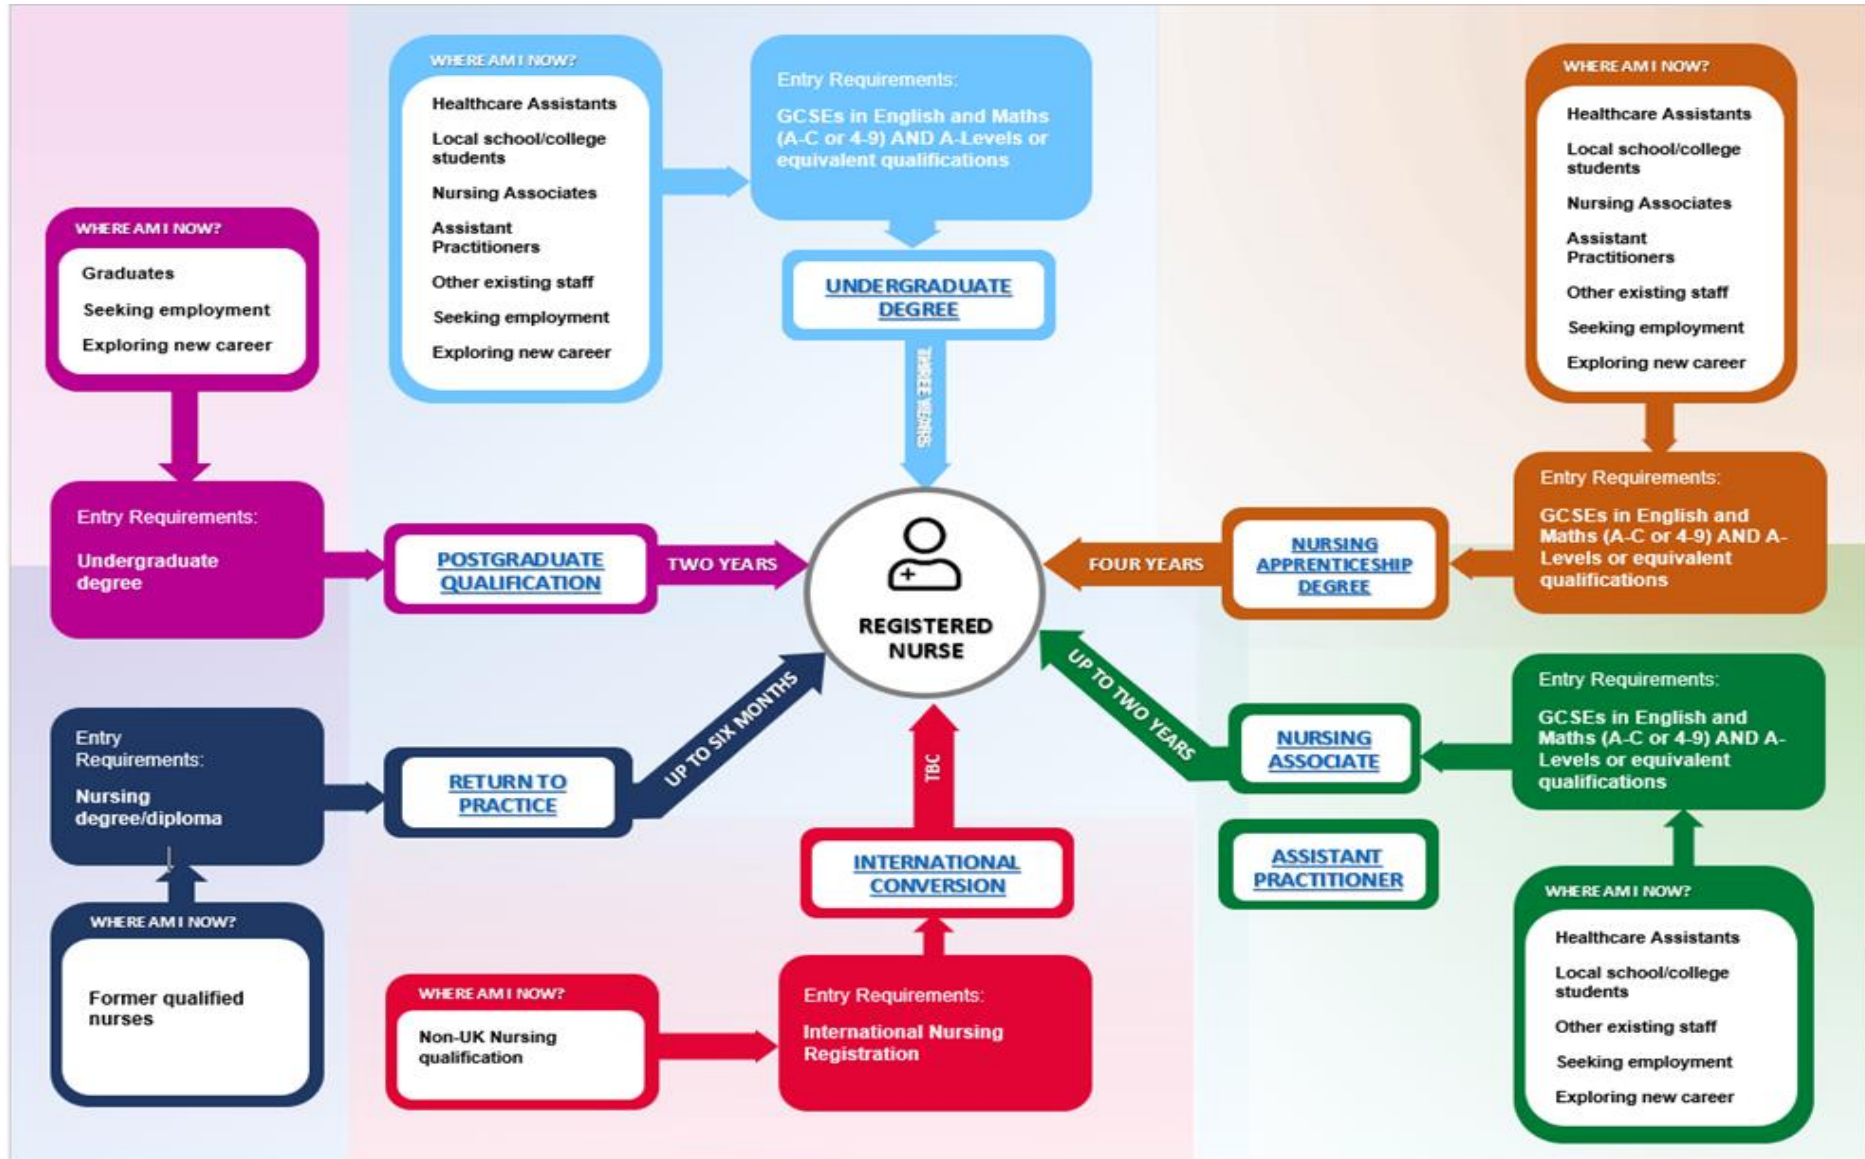 WHERE AM I NOW?
Graduates
Seeking employment
Exploring new career
Entry Requirements:
Undergraduate
degree
POSTGRADUATE
QUALIFICATION
TWO YEARS
WHERE AM I NOW?
Healthcare Assistants
Local school/college
students
Nursing Associates
Assistant
Practitioners
Other existing staff
Seeking employment
Exploring new career
Entry Requirements:
GCSEs in English and Maths
(A-C or 4-9) AND A-Levels or
equivalent qualifications
UNDERGRADUATE
DEGREE
THREE YEARS
WHERE AM I NOW?
Healthcare Assistants
Local school/college
students
Nursing Associates
Assistant
Practitioners
Other existing staff
Seeking employment
Exploring new career
Entry Requirements:
GCSEs in English and
Maths (A-C or 4-9) AND A-
Levels or equivalent
qualifications
NURSING
APPRENTICESHIP
DEGREE
FOUR YEARS
REGISTERED
NURSE
Entry
Requirements:
Nursing
degree/diploma
WHERE AM I NOW?
Former qualified
nurses
RETURN TO
PRACTICE
UP TO SIX MONTHS
TBC
INTERNATIONAL
CONVERSION
WHERE AM I NOW?
Non-UK Nursing
qualification
Entry Requirements:
International Nursing
Registration
UP TO TWO YEARS
NURSING
ASSOCIATE
ASSISTANT
PRACTITIONER
Entry Requirements:
GCSEs in English and
Maths (A-C or 4-9) AND A-
Levels or equivalent
qualifications
WHERE AM I NOW?
Healthcare Assistants
Local school/college
students
Other existing staff
Seeking employment
Exploring new career